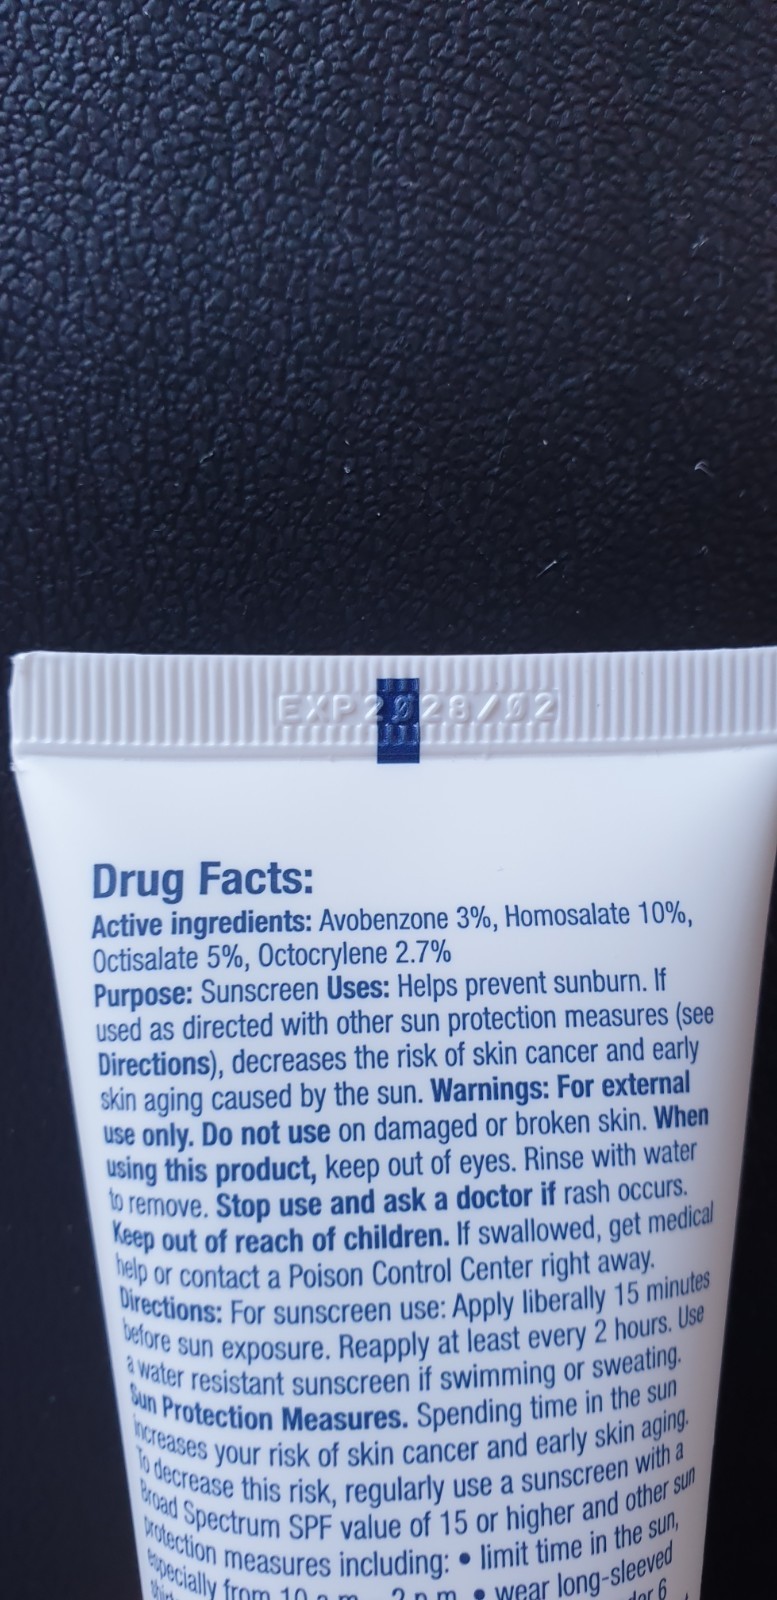 EXP2028/02
Drug Facts:
Active ingredients: Avobenzone 3%, Homosalate 10%,
Octisalate 5%, Octocrylene 2.7%
Purpose: Sunscreen Uses: Helps prevent sunburn. If
used as directed with other sun protection measures (see
Directions), decreases the risk of skin cancer and early
skin aging caused by the sun. Warnings: For external
use only. Do not use on damaged or broken skin. When
using this product, keep out of eyes. Rinse with water
to remove. Stop use and ask a doctor if rash occurs.
Keep out of reach of children. If swallowed, get medical
help or contact a Poison Control Center right away.
Directions: For sunscreen use: Apply liberally 15 minutes
before sun exposure. Reapply at least every 2 hours. Use
a water resistant sunscreen if swimming or sweating.
Sun Protection Measures. Spending time in the sun
increases your risk of skin cancer and early skin aging.
To decrease this risk, regularly use a sunscreen with a
Broad Spectrum SPF value of 15 or higher and other sun
protection measures including: • limit time in the sun,
especially from 10 a.m. – 2 p.m. • wear long-sleeved
6